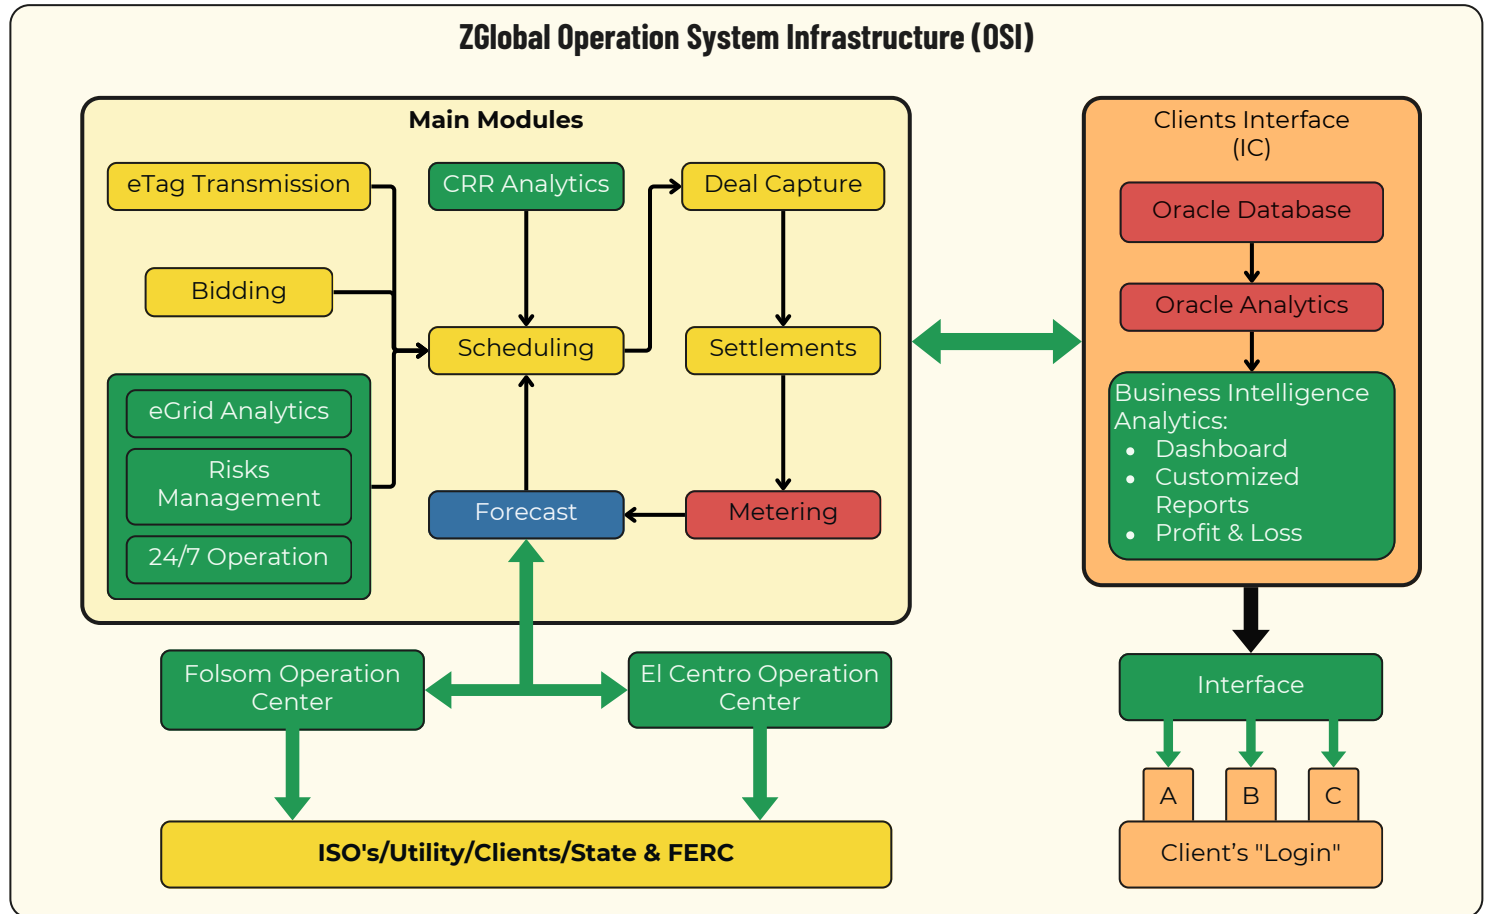 ZGlobal Operation System Infrastructure (OSI)
Main Modules
eTag Transmission
CRR Analytics
Deal Capture
Bidding
Scheduling
Settlements
eGrid Analytics
Risks
Management
24/7 Operation
Forecast
Metering
Clients Interface
(IC)
Oracle Database
Oracle Analytics
Business Intelligence
Analytics:
• Dashboard
• Customized
Reports
• Profit & Loss
Folsom Operation
Center
El Centro Operation
Center
ISO's/Utility/Clients/State & FERC
Interface
A
B
C
Client’s "Login"